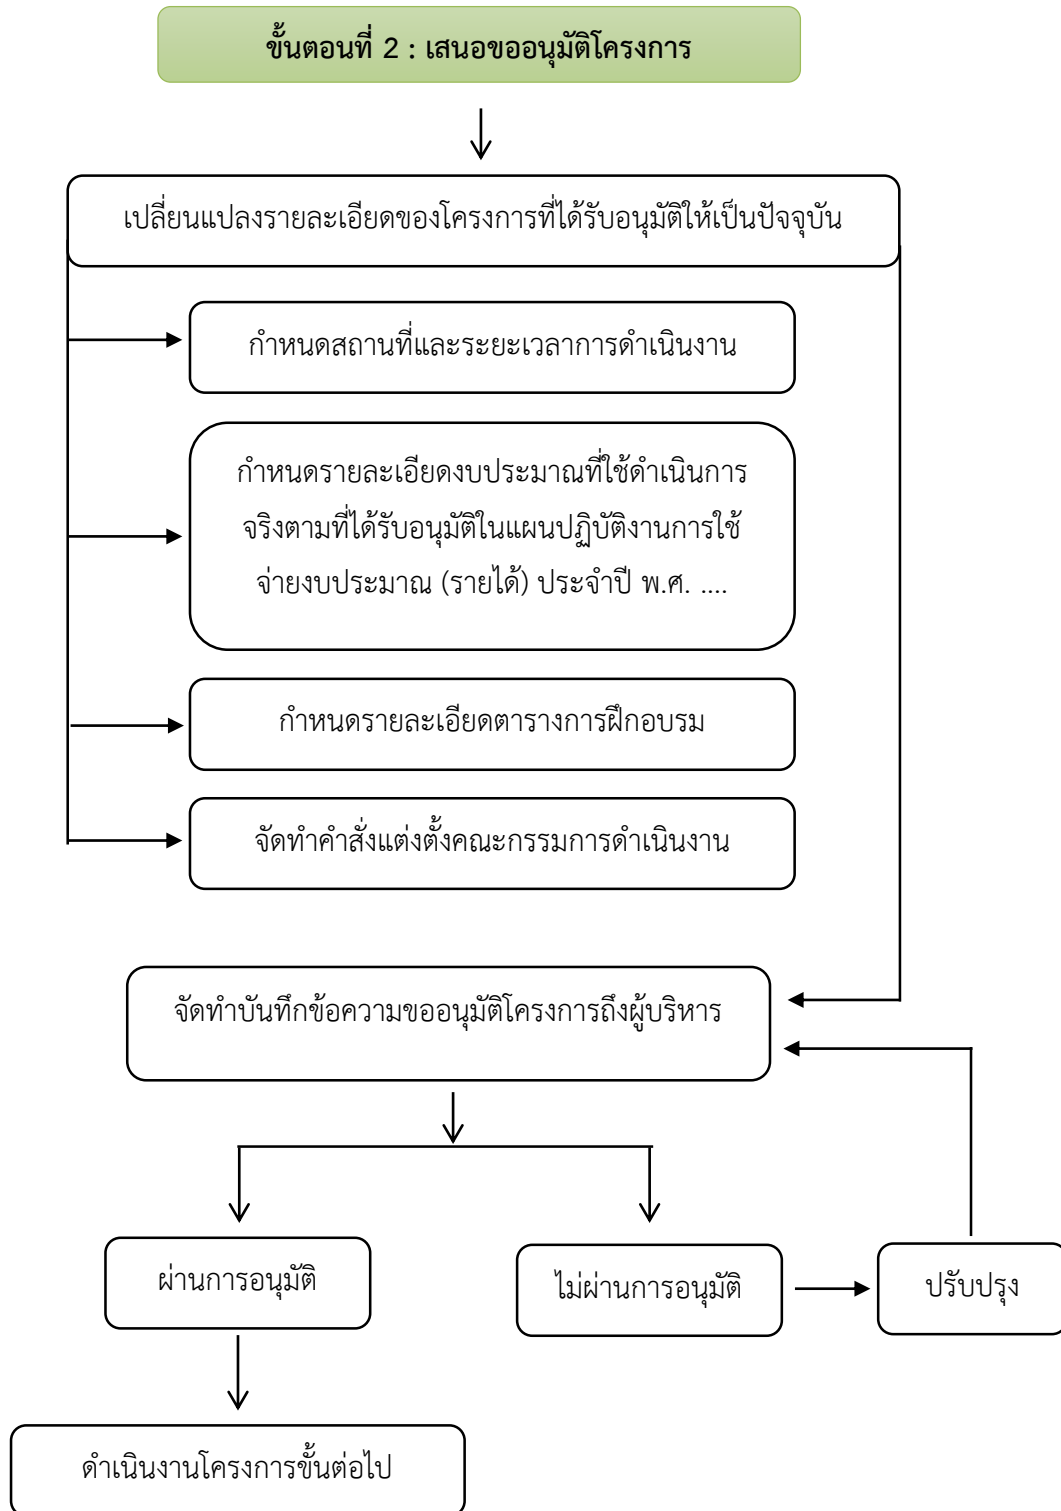 ขั้นตอนที่ 2 : เสนอขออนุมัติโครงการ
เปลี่ยนแปลงรายละเอียดของโครงการที่ได้รับอนุมัติให้เป็นปัจจุบัน
กำหนดสถานที่และระยะเวลาการดำเนินงาน
กำหนดรายละเอียดงบประมาณที่ใช้ดำเนินการ
จริงตามที่ได้รับอนุมัติในแผนปฏิบัติงานการใช้
จ่ายงบประมาณ (รายได้) ประจำปี พ.ศ. ....
กำหนดรายละเอียดตารางการฝึกอบรม
จัดทำคำสั่งแต่งตั้งคณะกรรมการดำเนินงาน
จัดทำบันทึกข้อความขออนุมัติโครงการถึงผู้บริหาร
ผ่านการอนุมัติ
ไม่ผ่านการอนุมัติ
ปรับปรุง
ดำเนินงานโครงการขั้นต่อไป